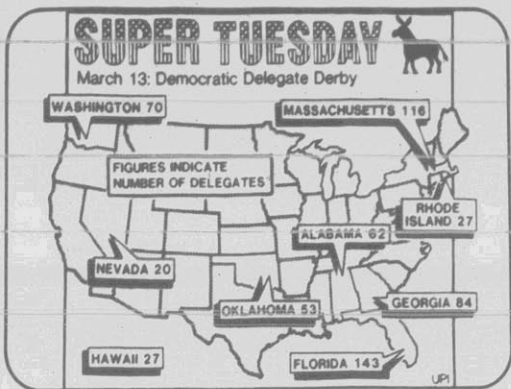 SUPER TUESDAY
March 13: Democratic Delegate Derby
WASHINGTON 70
MASSACHUSETTS 116
FIGURES INDICATE
NUMBER OF DELEGATES
RHODE
ISLAND 27
ALABAMA 62
NEVADA 20
OKLAHOMA 53
GEORGIA 84
HAWAII 27
FLORIDA 143
UPI